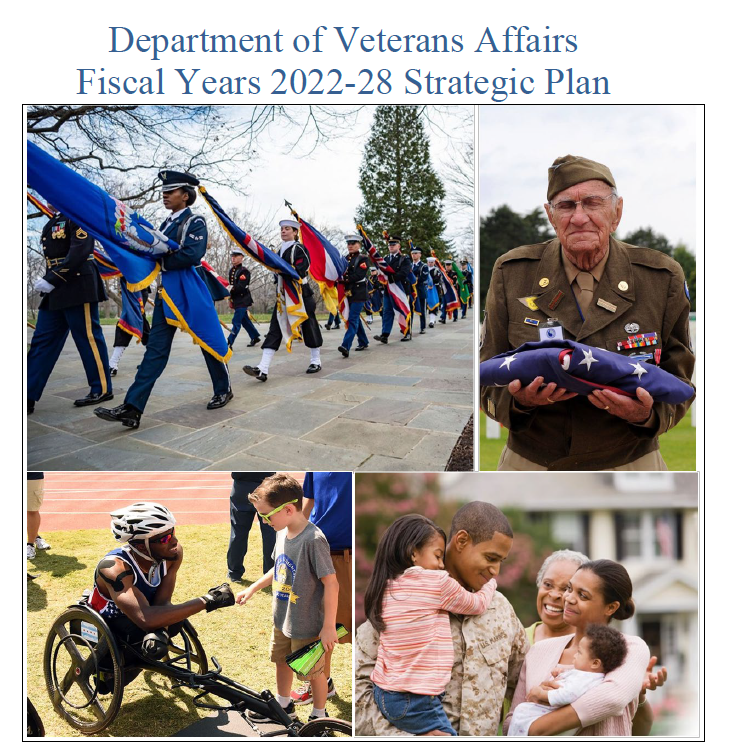 Department of Veterans Affairs
Fiscal Years 2022-28 Strategic Plan